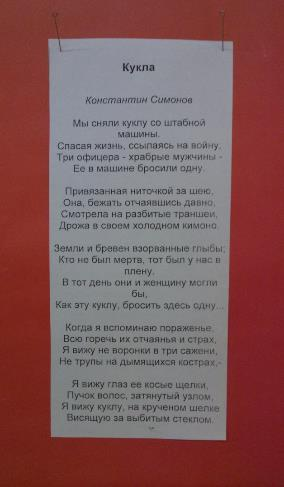 Кукла
Константин Симонов
Мы сняли куклу со штабной
машины.
Спасая жизнь, ссылаясь на войну,
Три офицера - храбрые мужчины -
Ее в машине бросили одну.
Привязанная ниточкой за шею,
Она, бежать отчаявшись давно,
Смотрела на разбитые траншеи,
Дрожа в своем холодном кимоно.
Земли и бревен взорванные глыбы;
Кто не был мертв, тот был у нас в
плену.
В тот день они и женщину могли
бы,
Как эту куклу, бросить здесь одну...
Когда я вспоминаю пораженье,
Всю горечь их отчаянья и страх,
Я вижу не воронки в три сажени,
Не трупы на дымящихся кострах,-
Я вижу глаз ее косые щелки,
Пучок волос, затянутый узлом,
Я вижу куклу, на крученом шелке
Висящую за выбитым стеклом.